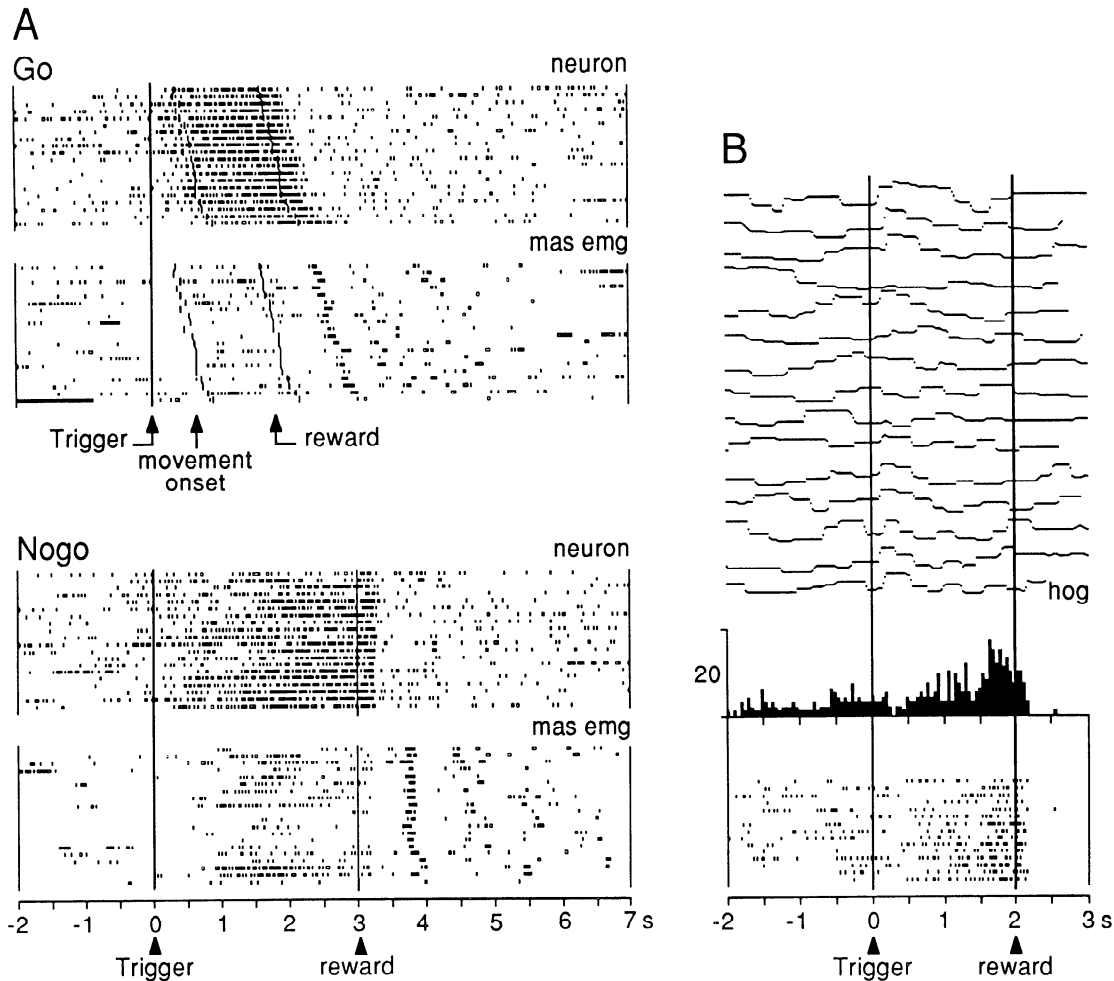 A
Go
neuron
mas emg
Trigger
movement
onset
reward
Nogo
neuron
mas emg
-2 -1 0 1 2 3 4 5 6 7 s
Trigger
reward
B
hog
20
-2 -1 0 1 2 3 s
Trigger
reward